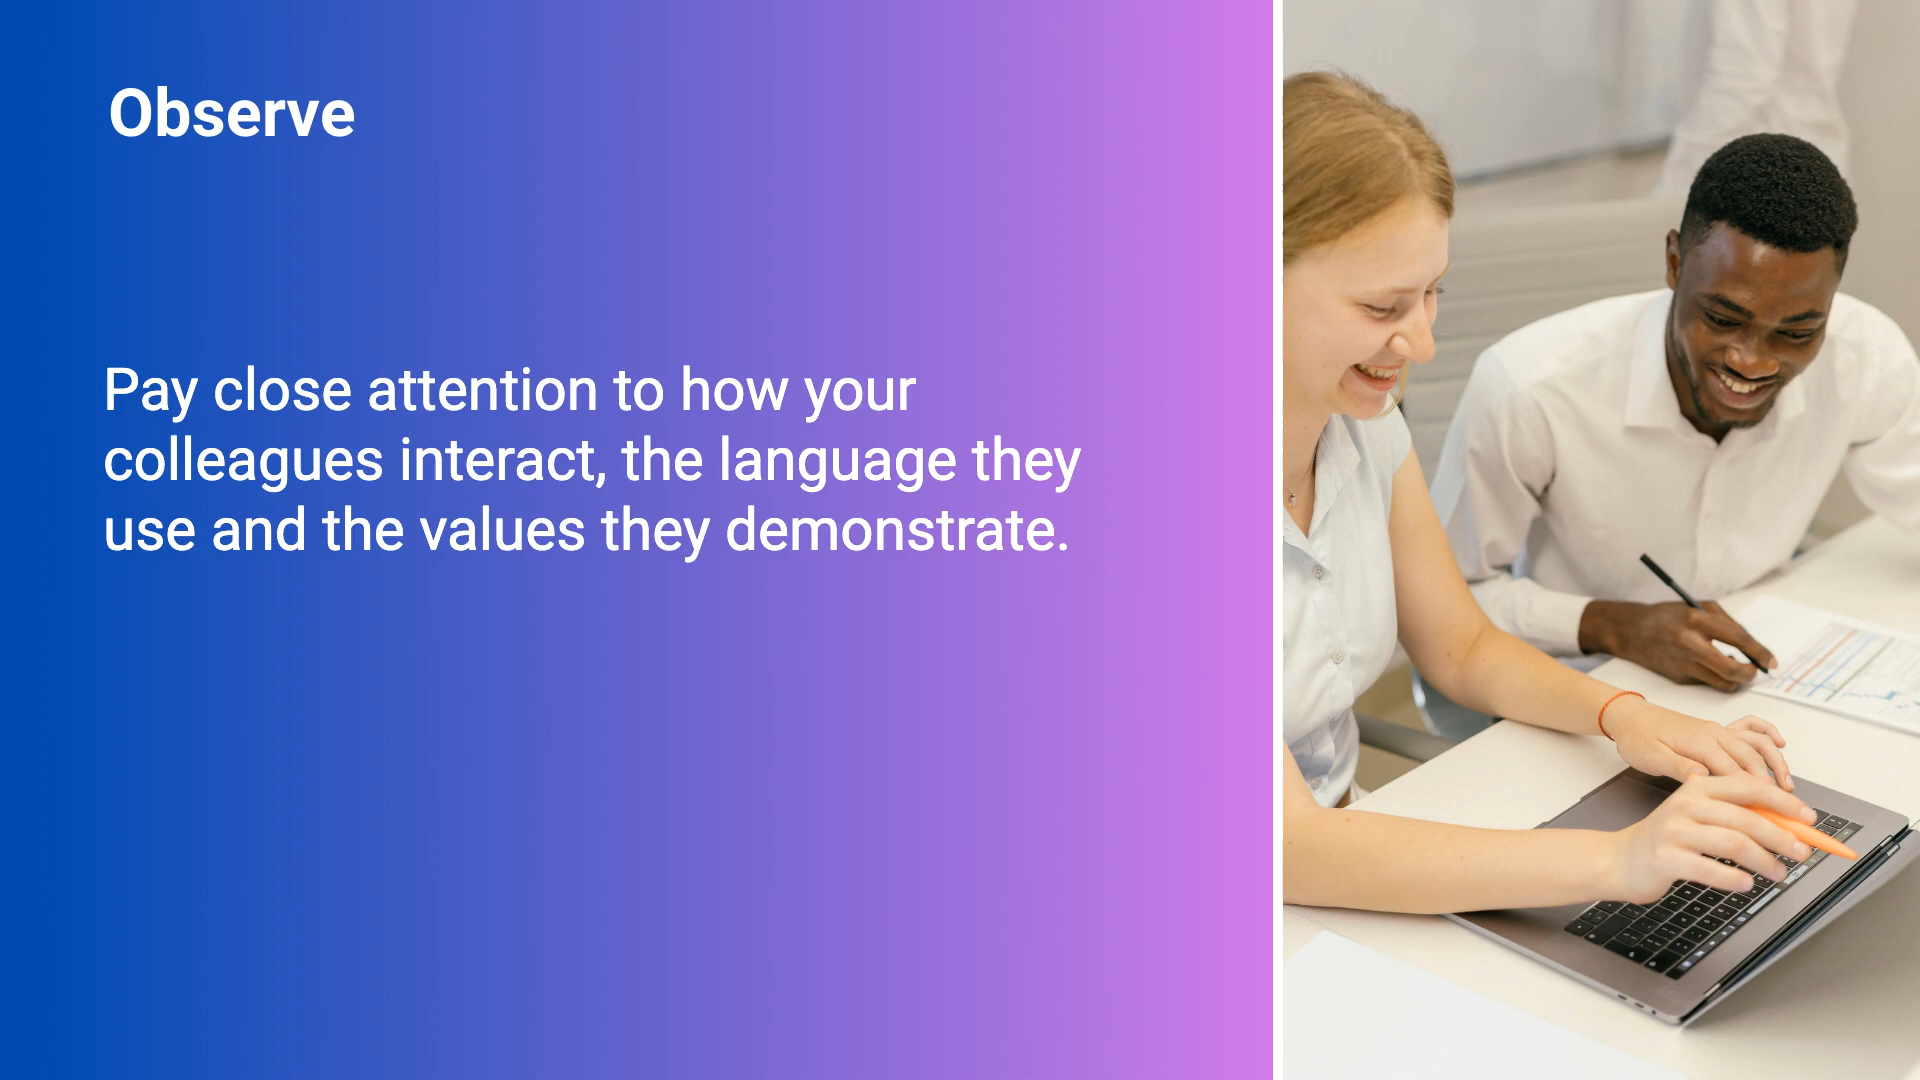 Observe
Pay close attention to how your
colleagues interact, the language they
use and the values they demonstrate.